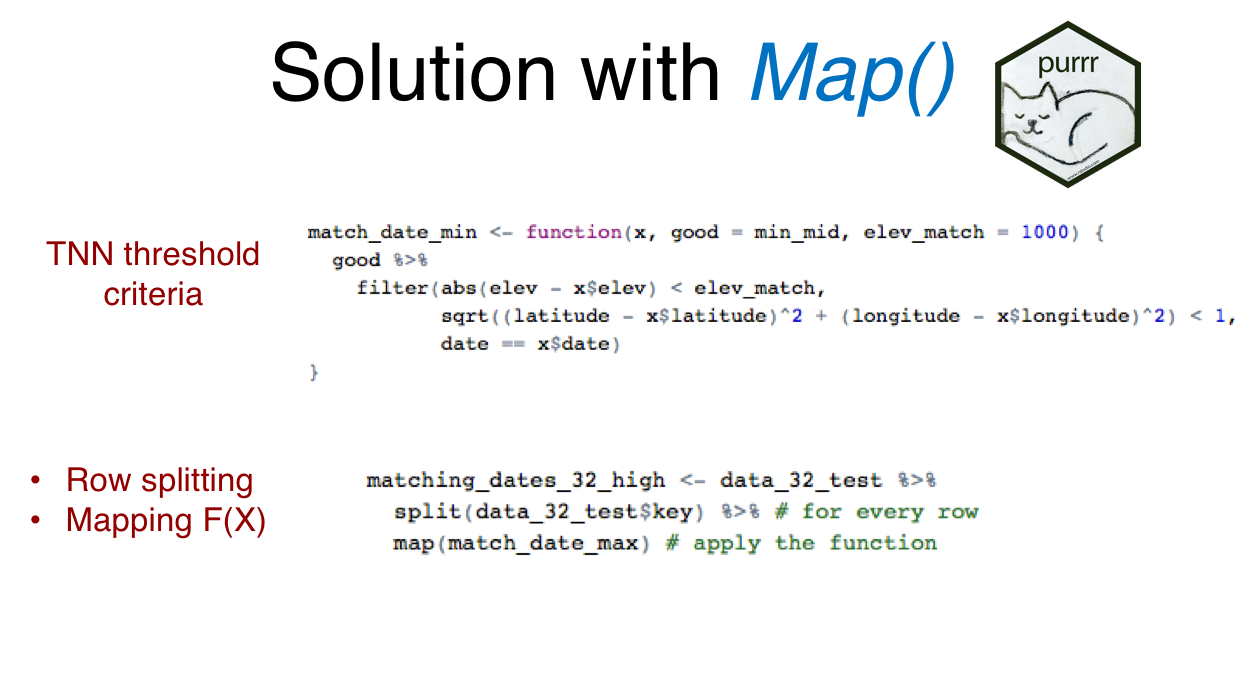 Solution with Map()
purrr
TNN threshold
criteria
match_date_min <- function(x, good = min_mid, elev_match = 1000) {
  good %>%
    filter(abs(elev - x$elev) < elev_match,
           sqrt((latitude - x$latitude)^2 + (longitude - x$longitude)^2) < 1,
           date == x$date)
}
• Row splitting
• Mapping F(X)
matching_dates_32_high <- data_32_test %>%
  split(data_32_test$key) %>% # for every row
  map(match_date_max) # apply the function